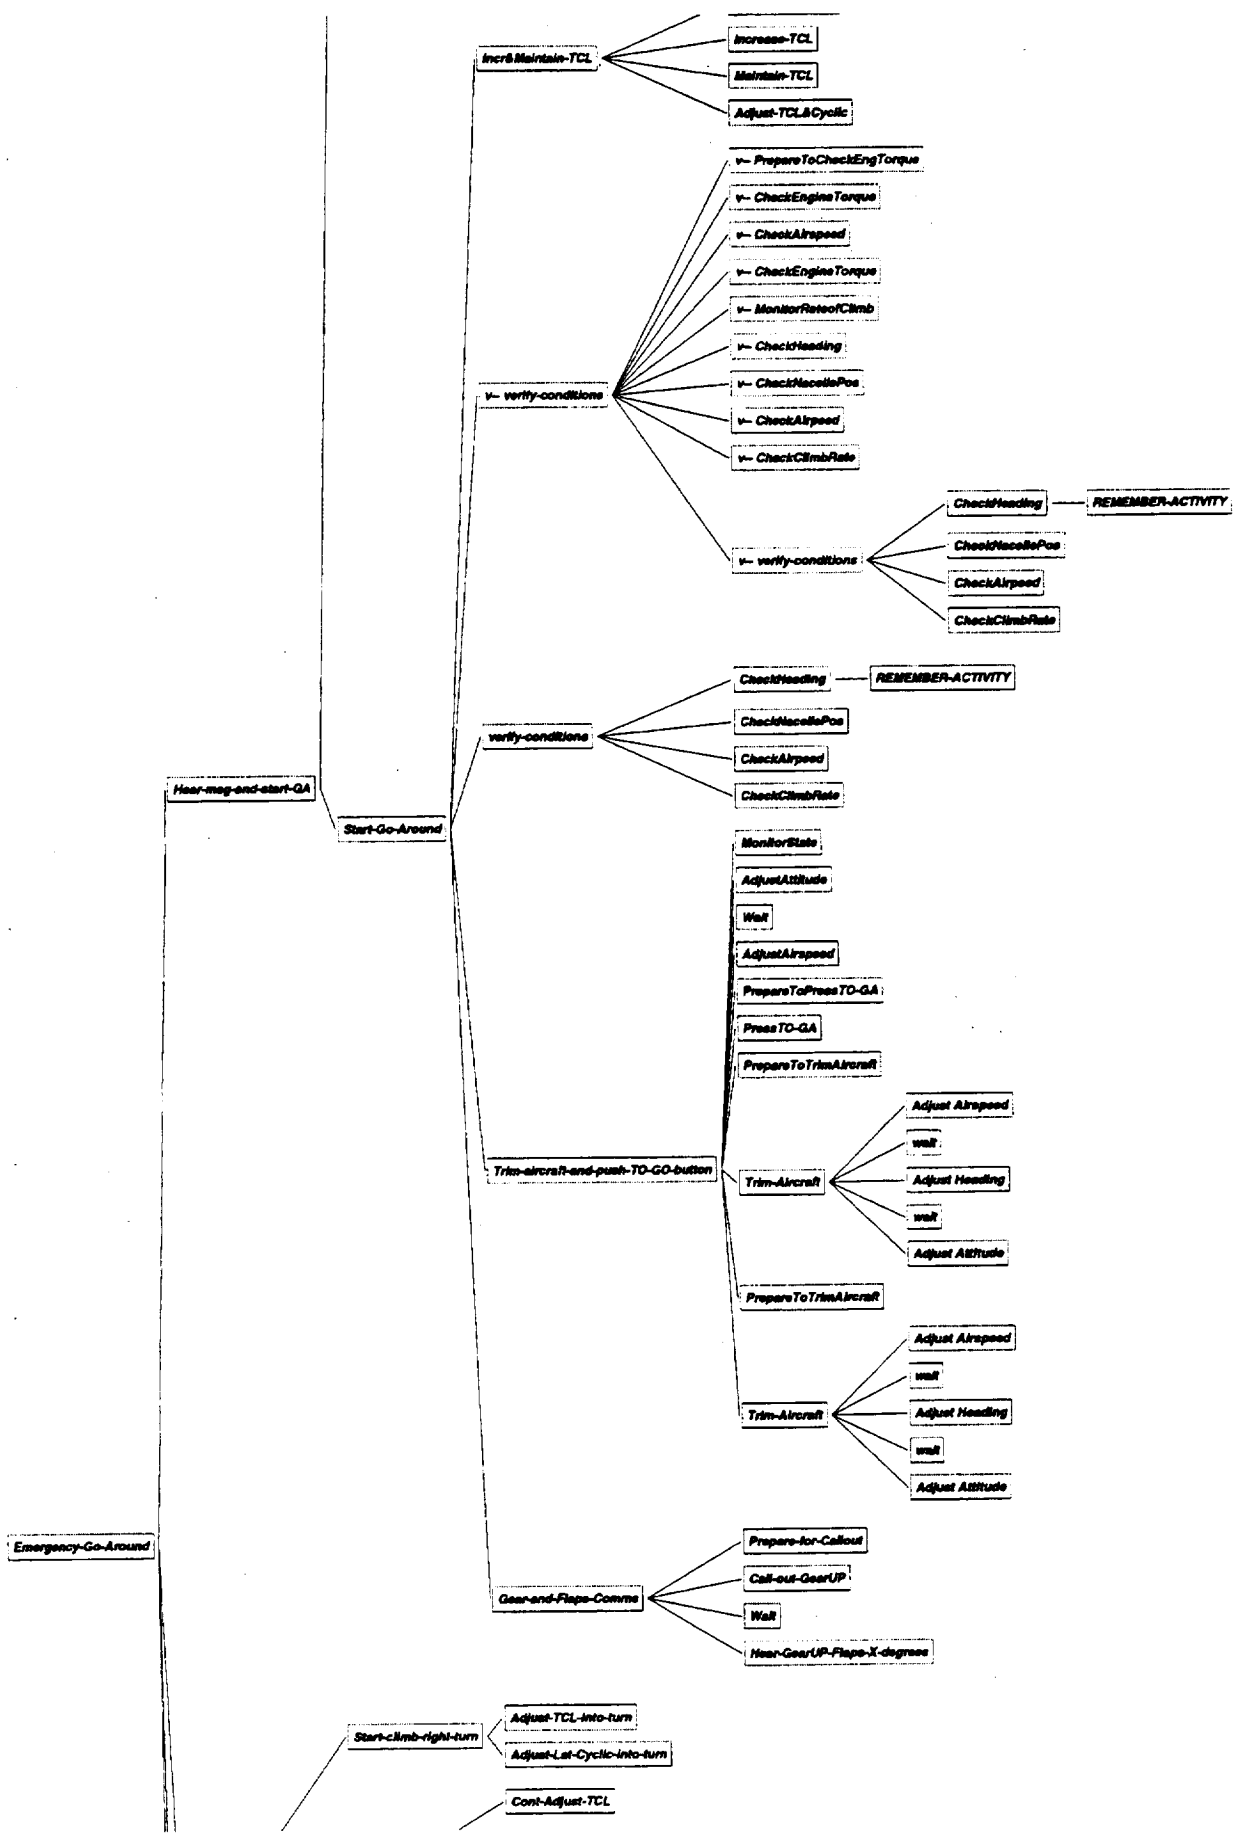 Increase-TCL
Incr&Maintain-TCL
Maintain-TCL
Adjust-TCL&Cyclic
v-- PrepareToCheckEngTorque
v-- CheckEngineTorque
v-- CheckAirspeed
v-- CheckEngineTorque
v-- MonitorRateofClimb
v-- CheckHeading
v-- CheckNacellePos
v-- verify-conditions
v-- CheckAirpeed
v-- CheckClimbRate
CheckHeading
REMEMBER-ACTIVITY
CheckNacellePos
v-- verify-conditions
CheckAirpeed
CheckClimbRate
CheckHeading
REMEMBER-ACTIVITY
CheckNacellePos
verify-conditions
CheckAirpeed
CheckClimbRate
Hear-msg-and-start-GA
Start-Go-Around
MonitorState
AdjustAttitude
Wait
AdjustAirspeed
PrepareToPressTO-GA
PressTO-GA
PrepareToTrimAircraft
Adjust Airspeed
wait
Trim-aircraft-and-push-TO-GO-button
Trim-Aircraft
Adjust Heading
wait
Adjust Attitude
PrepareToTrimAircraft
Adjust Airspeed
wait
Trim-Aircraft
Adjust Heading
wait
Adjust Attitude
Emergency-Go-Around
Prepare-for-Callout
Call-out-GearUP
Gear-and-Flaps-Comms
Wait
Hear-GearUP-Flaps-X-degrees
Adjust-TCL-into-turn
Start-climb-right-turn
Adjust-Lat-Cyclic-into-turn
Cont-Adjust-TCL